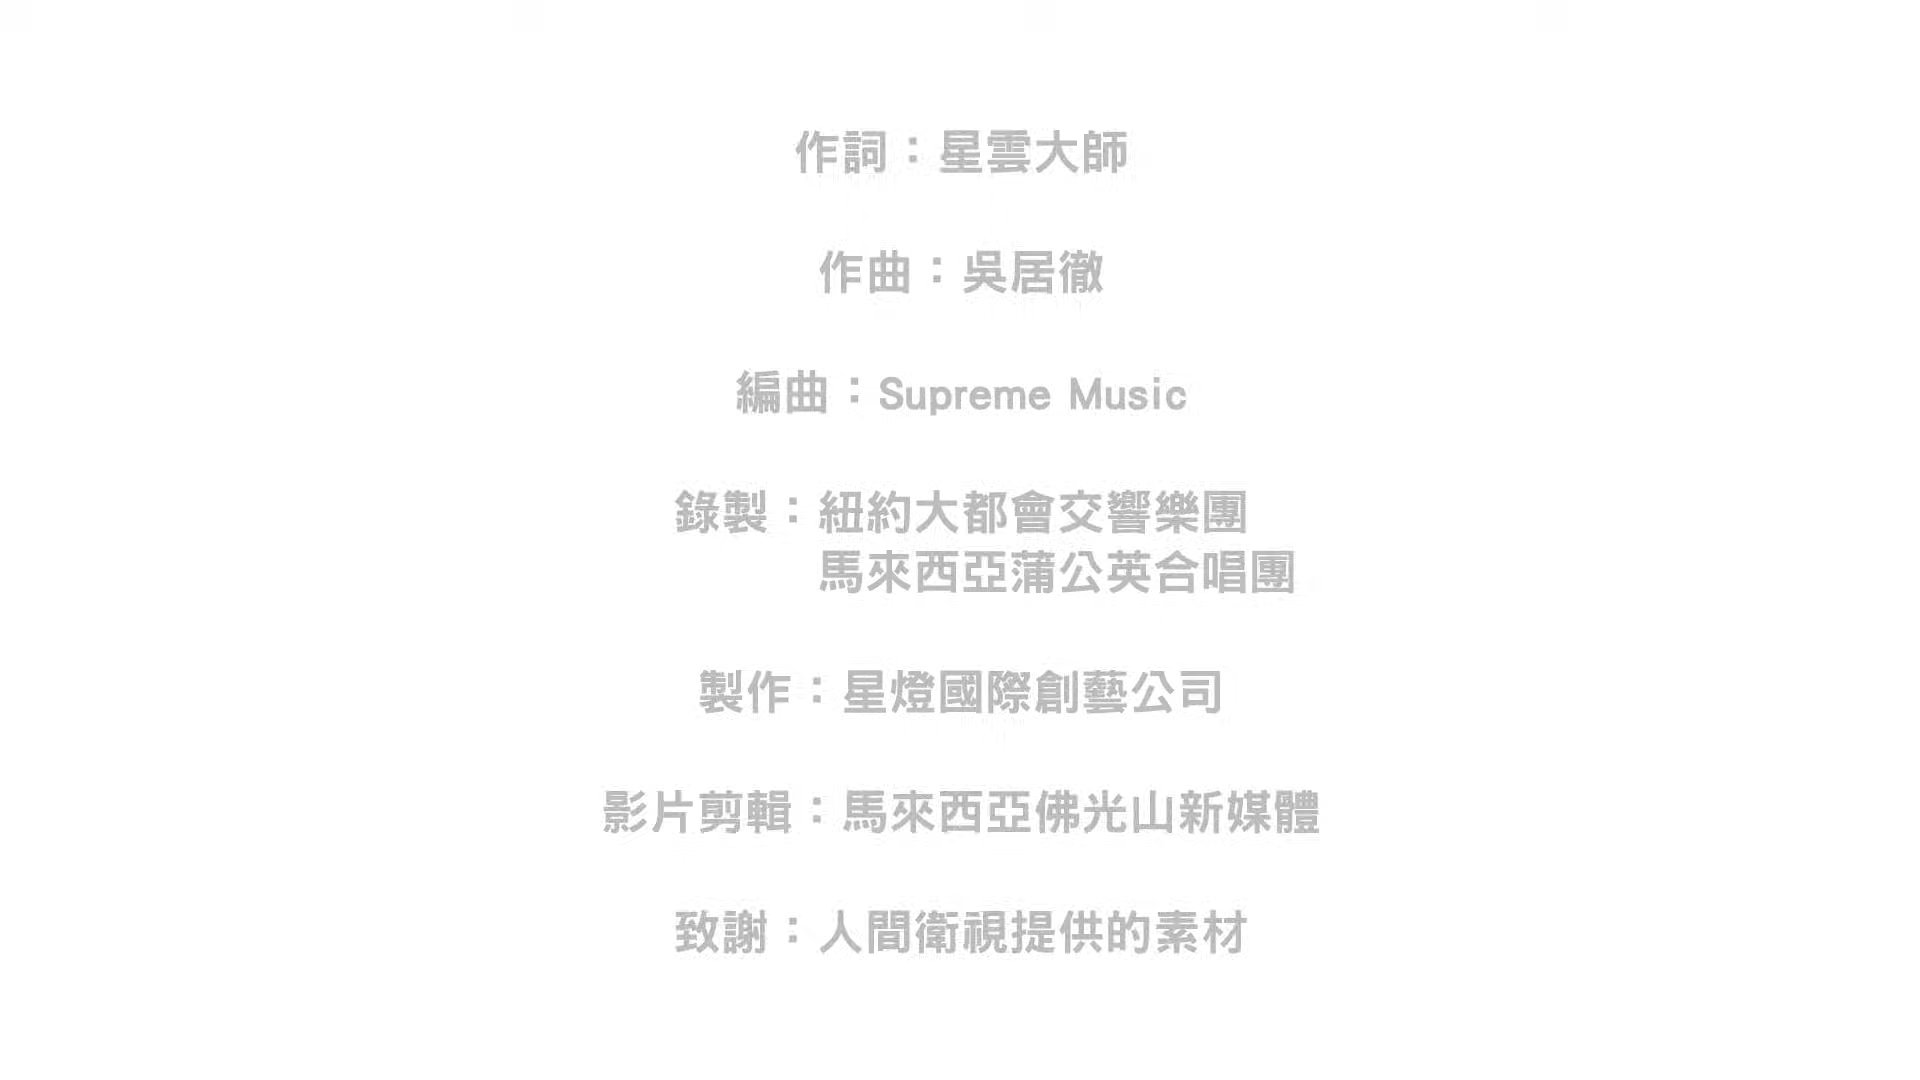 作詞：星雲大師
作曲：吳居徹
編曲：Supreme Music
錄製：紐約大都會交響樂團
馬來西亞蒲公英合唱團
製作：星燈國際創藝公司
影片剪輯：馬來西亞佛光山新媒體
致謝：人間衛視提供的素材